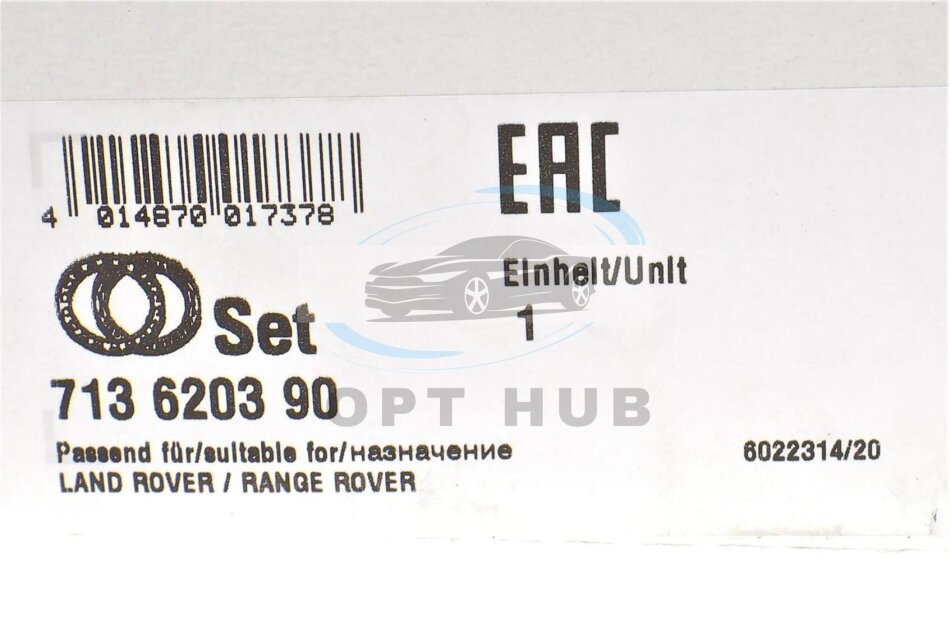 4 014870 017378
EAC
Einheit/Unit
1
Set
713 6203 90
OPT HUB
Passend für/suitable for/назначение
LAND ROVER / RANGE ROVER
6022314/20